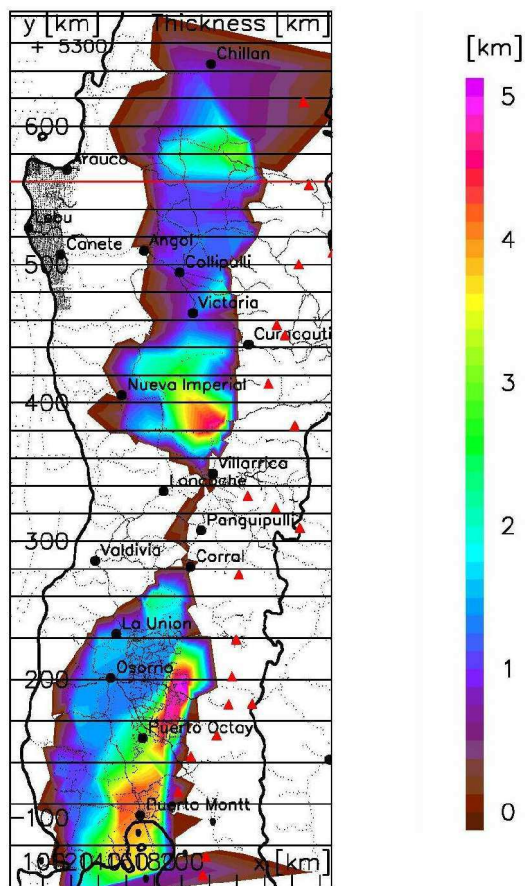 y [km] Thickness [km] [km]
+ 5300
Chillan
5
600
Arauco
Lebu
Canete
Angol
4
500
Collipulli
Victoria
Curacauti
3
Nueva Imperial
400
Villarrica
Loncoche
Panguipulli
2
300
Valdivia
Corral
La Union
1
Osorno
200
Puerto Octay
Puerto Montt
100
0
x [km]